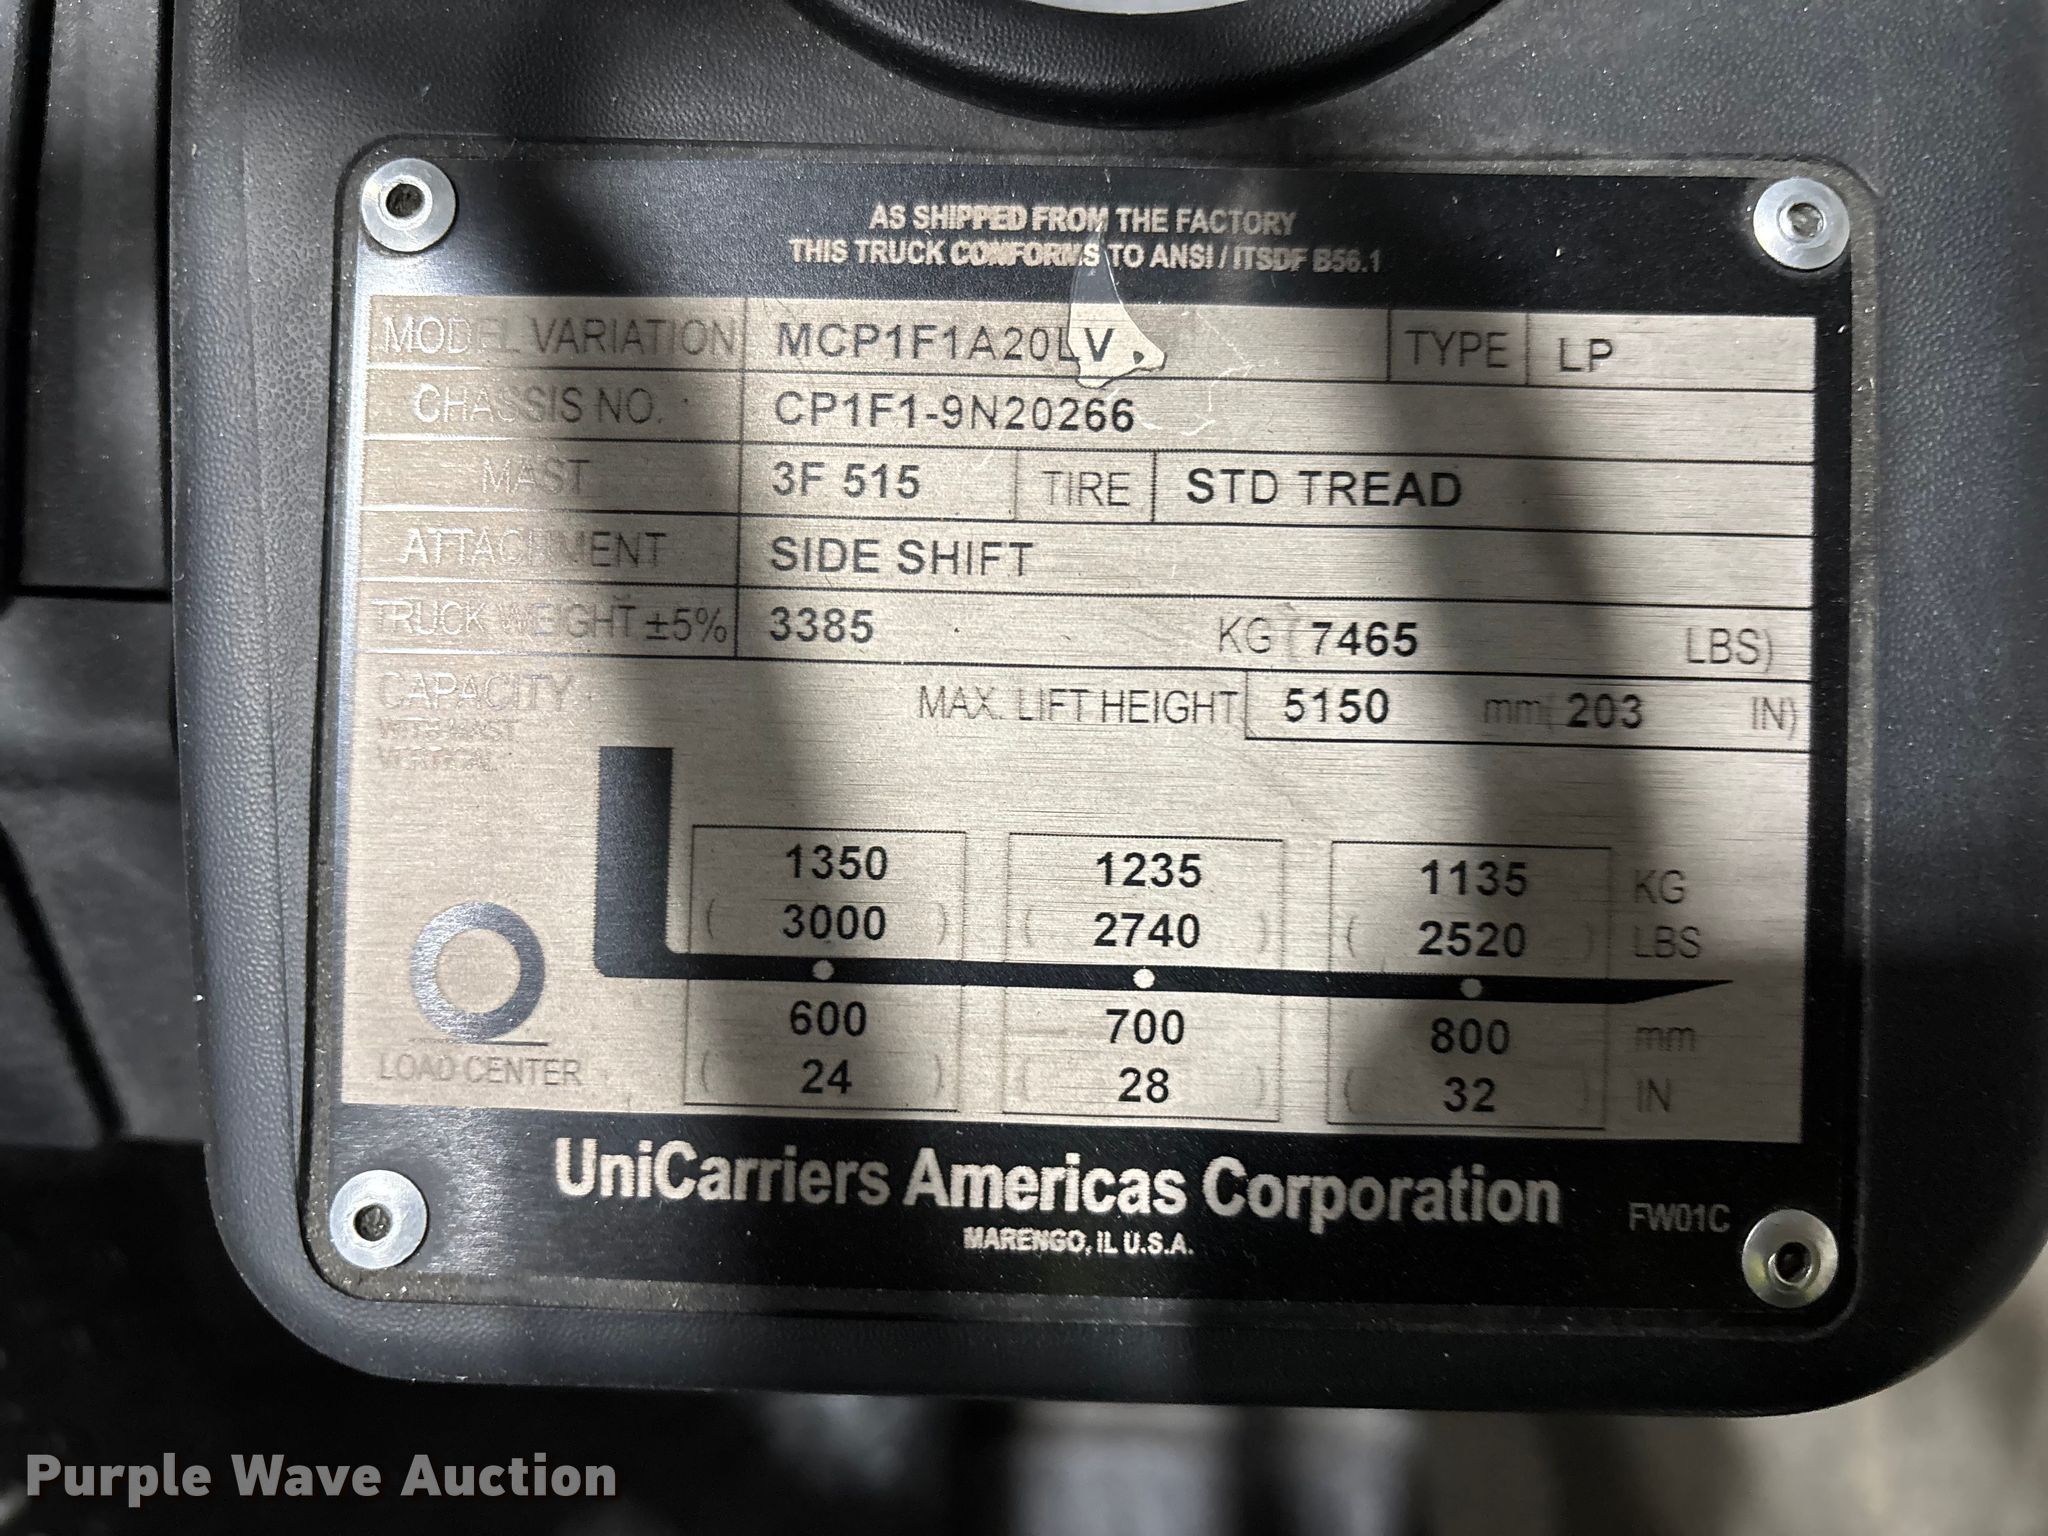 AS SHIPPED FROM THE FACTORY
THIS TRUCK CONFORMS TO ANSI / ITSDF B56.1
MODEL VARIATION MCP1F1A20LV TYPE LP
CHASSIS NO. CP1F1-9N20266
MAST 3F 515 TIRE STD TREAD
ATTACHMENT SIDE SHIFT
TRUCK WEIGHT ±5% 3385 KG ( 7465 LBS)
CAPACITY MAX. LIFT HEIGHT 5150 mm( 203 IN)
WITH MAST
VERTICAL
1350 1235 1135 KG
( 3000 ) ( 2740 ) ( 2520 ) LBS
600 700 800 mm
LOAD CENTER ( 24 ) ( 28 ) ( 32 ) IN
UniCarriers Americas Corporation FW01C
MARENGO, IL U.S.A.
Purple Wave Auction